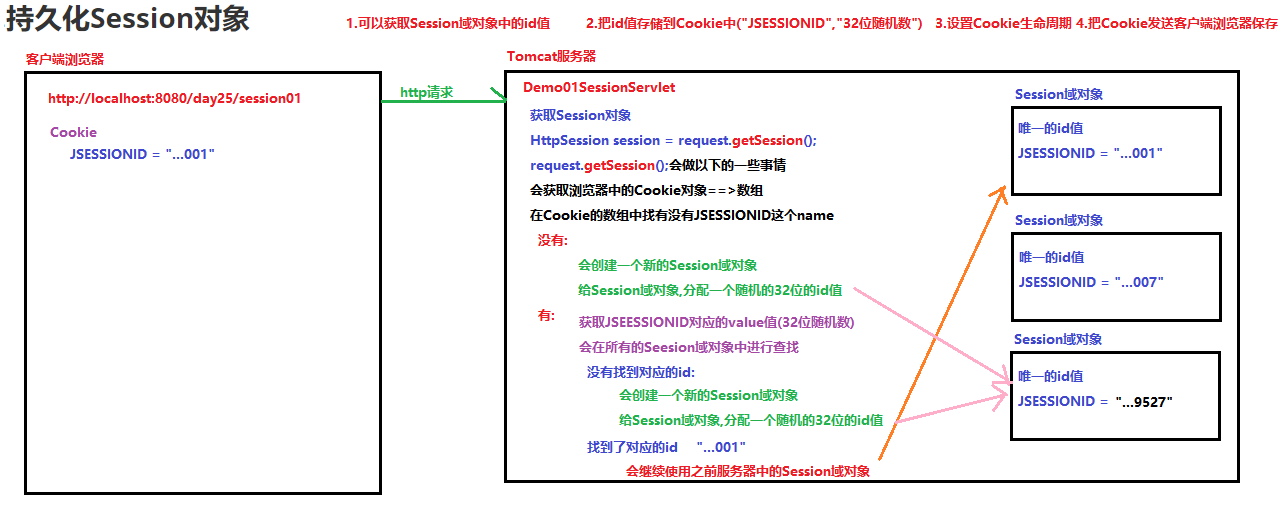 持久化Session对象
1.可以获取Session域对象中的id值
2.把id值存储到Cookie中("JSESSIONID","32位随机数")
3.设置Cookie生命周期
4.把Cookie发送客户端浏览器保存
客户端浏览器
http://localhost:8080/day25/session01
Cookie
JSESSIONID = "...001"
http请求
Tomcat服务器
Demo01SessionServlet
获取Session对象
HttpSession session = request.getSession();
request.getSession();会做以下的一些事情
会获取浏览器中的Cookie对象==>数组
在Cookie的数组中找有没有JSESSIONID这个name
没有:
会创建一个新的Session域对象
给Session域对象,分配一个随机的32位的id值
有:
获取JSEESSIONID对应的value值(32位随机数)
会在所有的Seesion域对象中进行查找
没有找到对应的id:
会创建一个新的Session域对象
给Session域对象,分配一个随机的32位的id值
找到了对应的id "...001"
会继续使用之前服务器中的Session域对象
Session域对象
唯一的id值
JSESSIONID = "...001"
Session域对象
唯一的id值
JSESSIONID = "...007"
Session域对象
唯一的id值
JSESSIONID = "...9527"